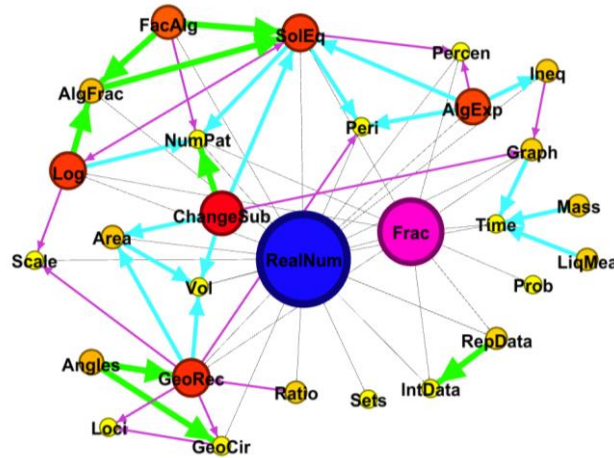 FacAlg
SolEq
Percen
Ineq
AlgFrac
AlgExp
NumPat
Peri
Graph
Log
ChangeSub
Mass
Area
Frac
Time
Scale
RealNum
LiqMea
Vol
Prob
RepData
Angles
GeoRec
IntData
Ratio
Sets
Loci
GeoCir